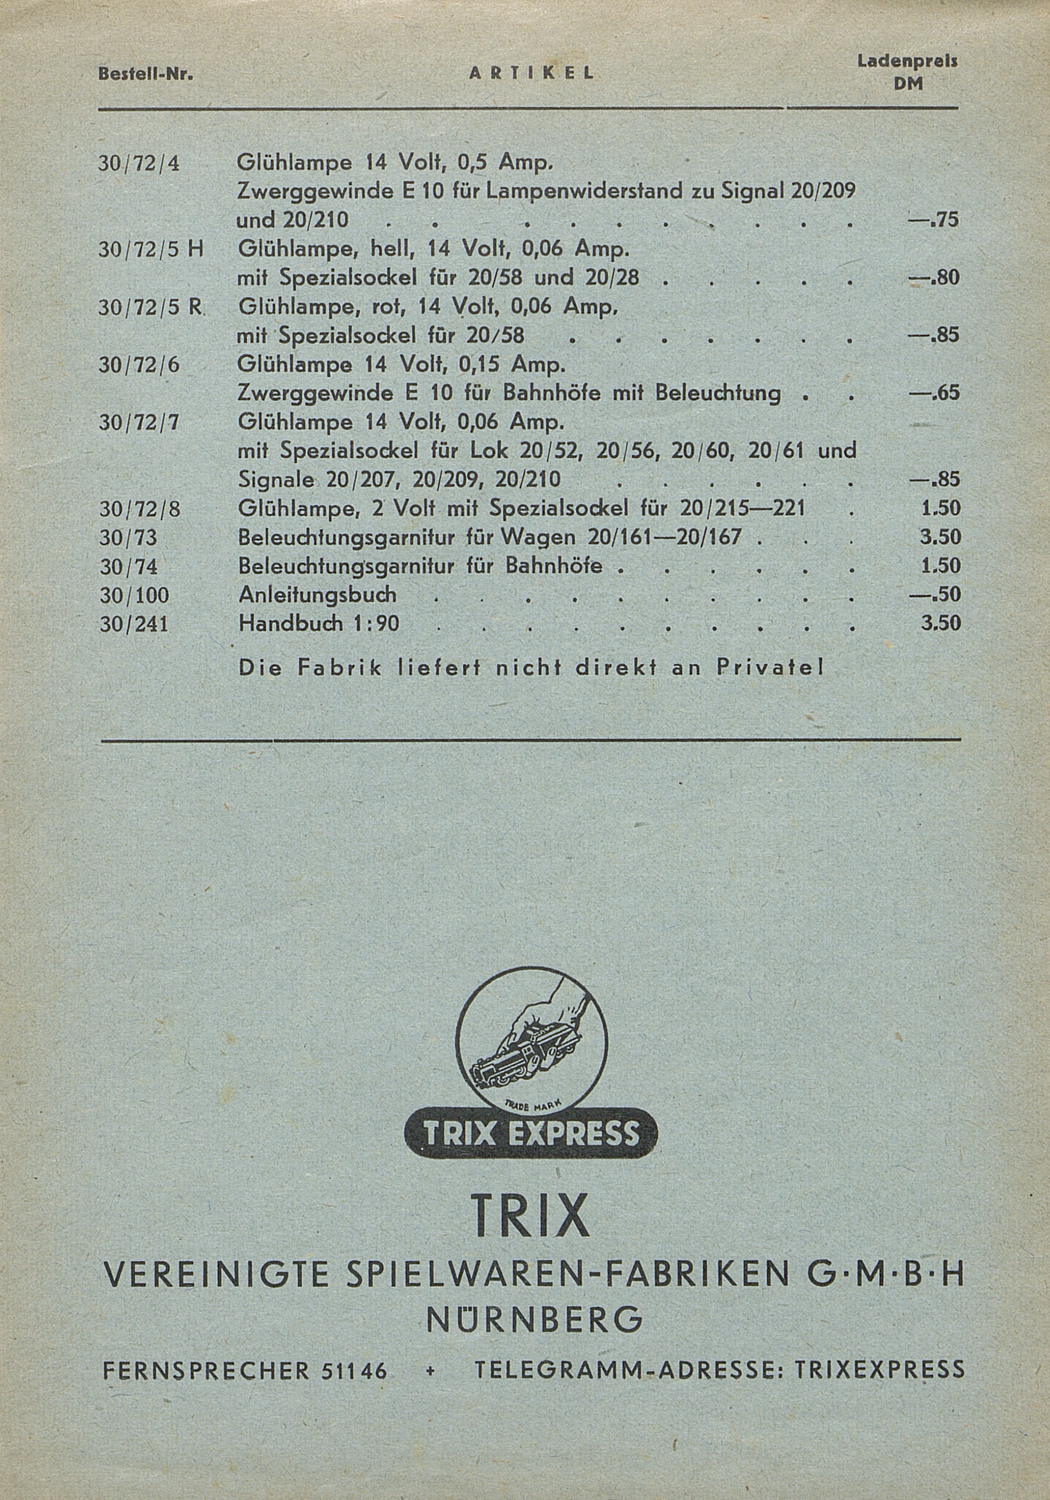 Bestell-Nr. ARTIKEL Ladenpreis DM
30/72/4 Glühlampe 14 Volt, 0,5 Amp.
Zwerggewinde E 10 für Lampenwiderstand zu Signal 20/209
und 20/210 . . . . . . . . . . —.75
30/72/5 H Glühlampe, hell, 14 Volt, 0,06 Amp.
mit Spezialsockel für 20/58 und 20/28 . . . . . —.80
30/72/5 R Glühlampe, rot, 14 Volt, 0,06 Amp.
mit Spezialsockel für 20/58 . . . . . . . —.85
30/72/6 Glühlampe 14 Volt, 0,15 Amp.
Zwerggewinde E 10 für Bahnhöfe mit Beleuchtung . . —.65
30/72/7 Glühlampe 14 Volt, 0,06 Amp.
mit Spezialsockel für Lok 20/52, 20/56, 20/60, 20/61 und
Signale 20/207, 20/209, 20/210 . . . . . . —.85
30/72/8 Glühlampe, 2 Volt mit Spezialsockel für 20/215—221 . 1.50
30/73 Beleuchtungsgarnitur für Wagen 20/161—20/167 . . . 3.50
30/74 Beleuchtungsgarnitur für Bahnhöfe . . . . . . 1.50
30/100 Anleitungsbuch . . . . . . . . . . —.50
30/241 Handbuch 1:90 . . . . . . . . . . 3.50
Die Fabrik liefert nicht direkt an Private!
TRADE MARK
TRIX EXPRESS
TRIX
VEREINIGTE SPIELWAREN-FABRIKEN G·M·B·H
NÜRNBERG
FERNSPRECHER 51146 + TELEGRAMM-ADRESSE: TRIXEXPRESS